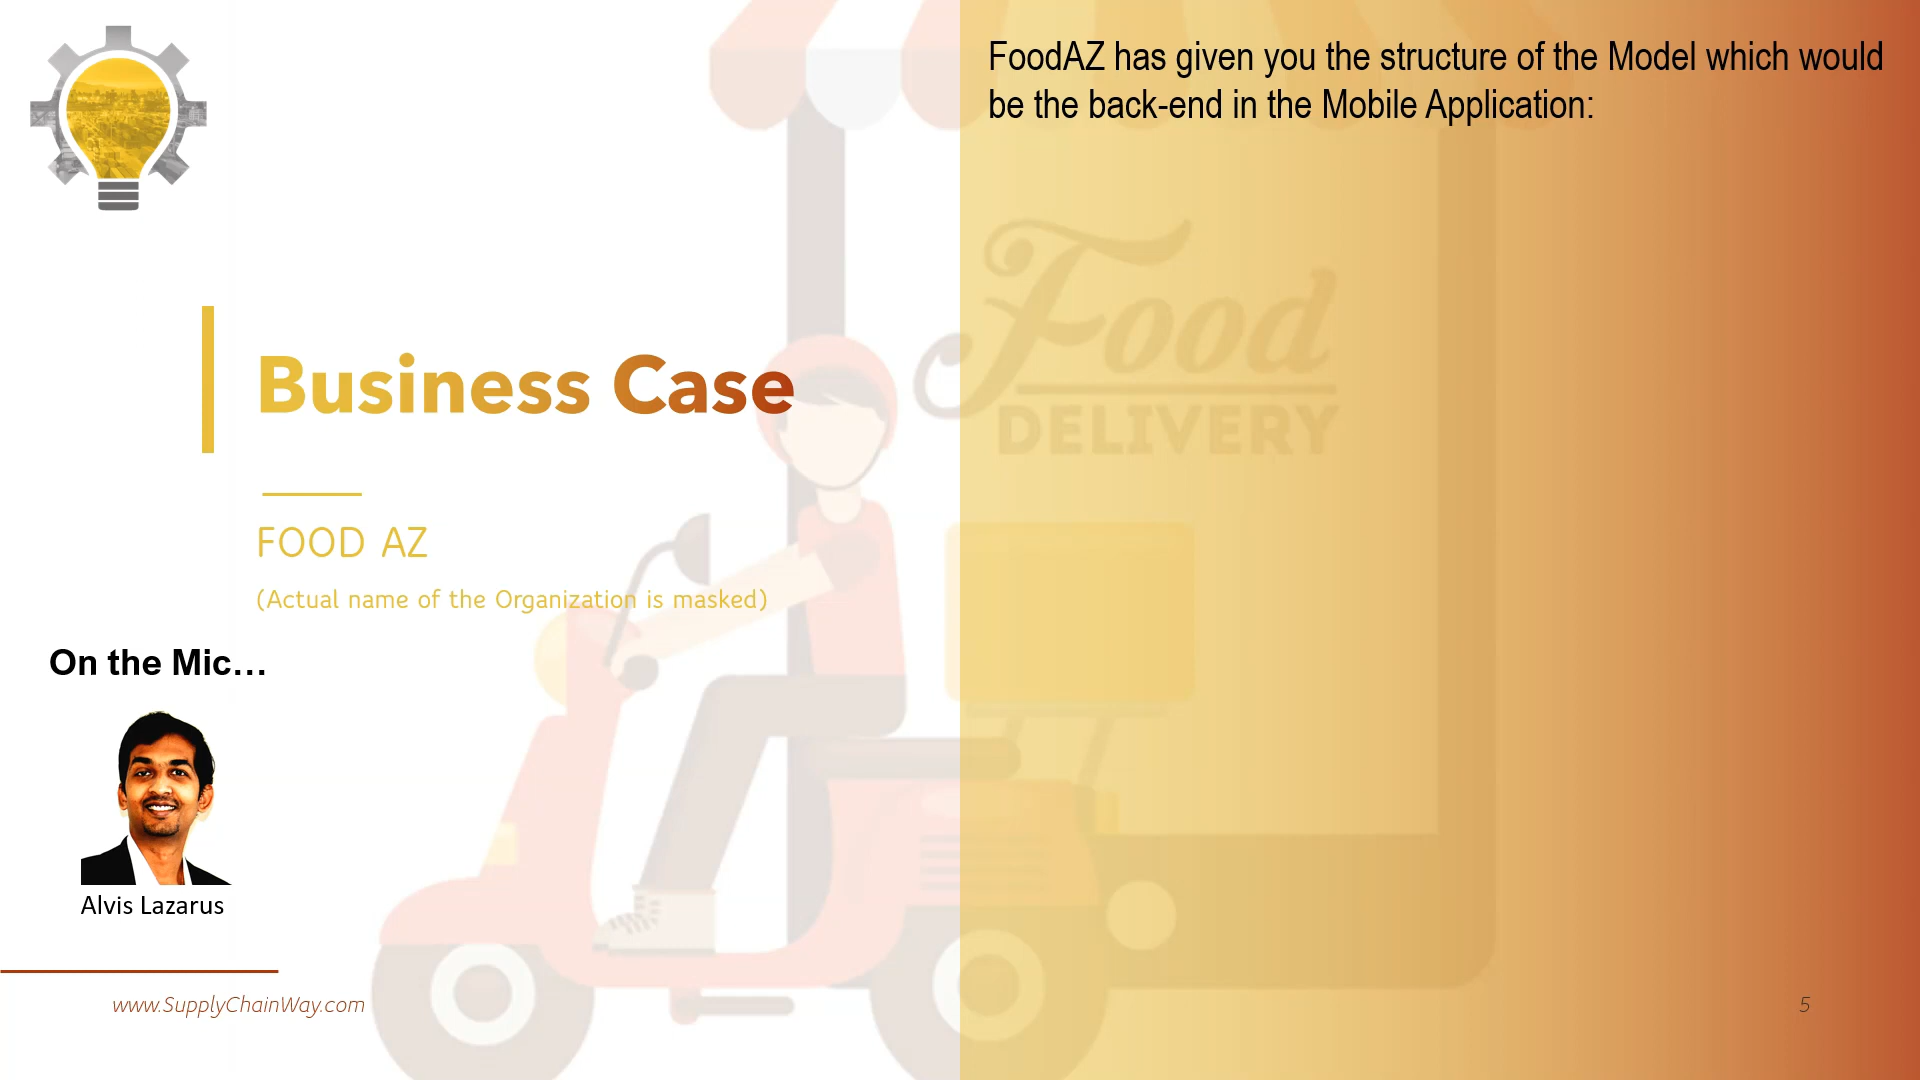 FoodAZ has given you the structure of the Model which would
be the back-end in the Mobile Application:
Food
DELIVERY
Business Case
FOOD AZ
(Actual name of the Organization is masked)
On the Mic...
Alvis Lazarus
www.SupplyChainWay.com
5